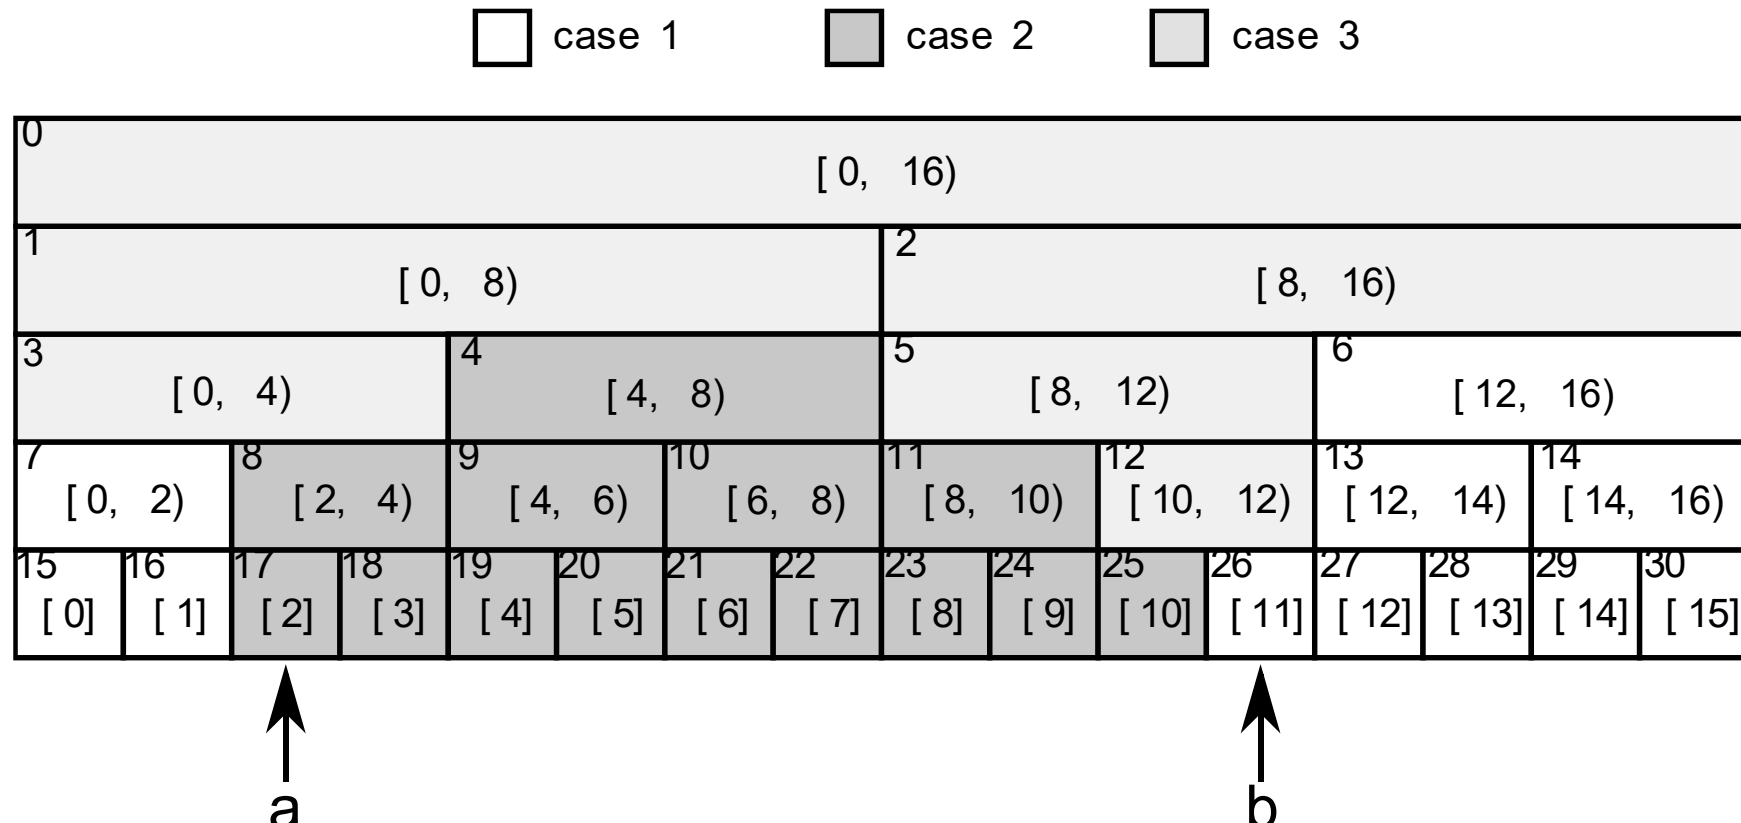 case 1 case 2 case 3
0
[ 0, 16)
1 2
[ 0, 8) [ 8, 16)
3 4 5 6
[ 0, 4) [ 4, 8) [ 8, 12) [ 12, 16)
7 8 9 10 11 12 13 14
[ 0, 2) [ 2, 4) [ 4, 6) [ 6, 8) [ 8, 10) [ 10, 12) [ 12, 14) [ 14, 16)
15 16 17 18 19 20 21 22 23 24 25 26 27 28 29 30
[ 0] [ 1] [ 2] [ 3] [ 4] [ 5] [ 6] [ 7] [ 8] [ 9] [ 10] [ 11] [ 12] [ 13] [ 14] [ 15]
a b